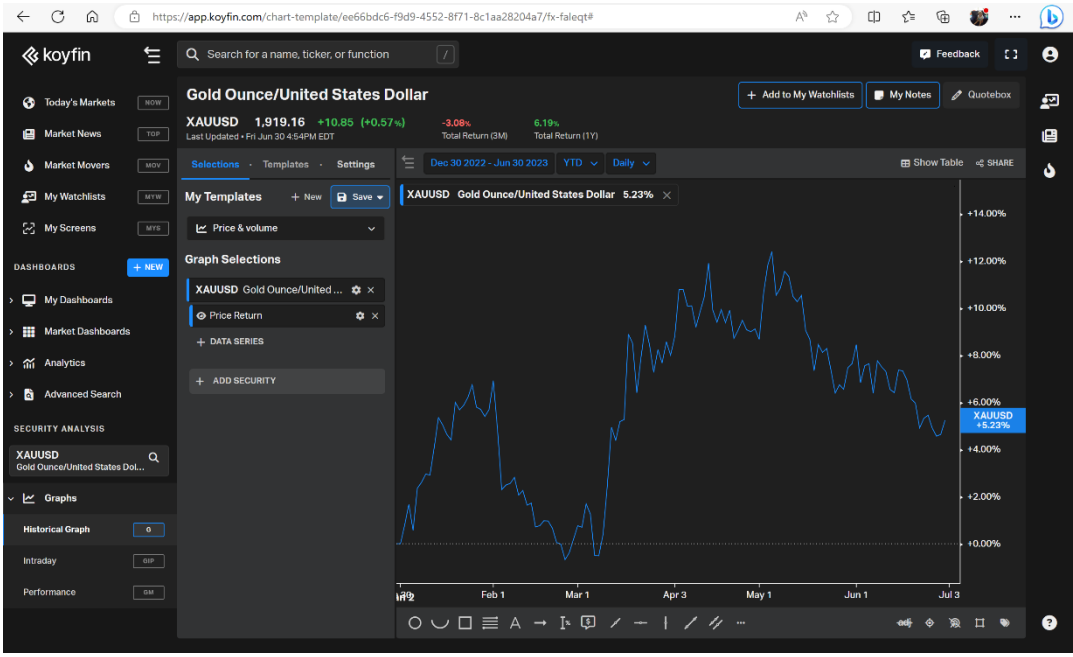 https://app.koyfin.com/chart-template/ee66bdc6-f9d9-4552-8f71-8c1aa28204a7/fx-faleqt#
koyfin
Search for a name, ticker, or function
/
Feedback
Today's Markets NOW
Market News TOP
Market Movers MOV
My Watchlists MYW
My Screens MYS
DASHBOARDS
+ NEW
My Dashboards
Market Dashboards
Analytics
Advanced Search
SECURITY ANALYSIS
XAUUSD
Gold Ounce/United States Dol...
Graphs
Historical Graph G
Intraday GIP
Performance GM
Gold Ounce/United States Dollar
+ Add to My Watchlists
My Notes
Quotebox
XAUUSD 1,919.16 +10.85 (+0.57%)
Last Updated • Fri Jun 30 4:54PM EDT
-3.08%
Total Return (3M)
6.19%
Total Return (1Y)
Selections · Templates · Settings
My Templates + New Save
Price & volume
Graph Selections
XAUUSD Gold Ounce/United ...
Price Return
+ DATA SERIES
+ ADD SECURITY
Dec 30 2022 - Jun 30 2023 YTD Daily
Show Table SHARE
XAUUSD Gold Ounce/United States Dollar 5.23%
+14.00%
+12.00%
+10.00%
+8.00%
+6.00%
XAUUSD
+5.23%
+4.00%
+2.00%
+0.00%
Feb 1 Mar 1 Apr 3 May 1 Jun 1 Jul 3
adj
?